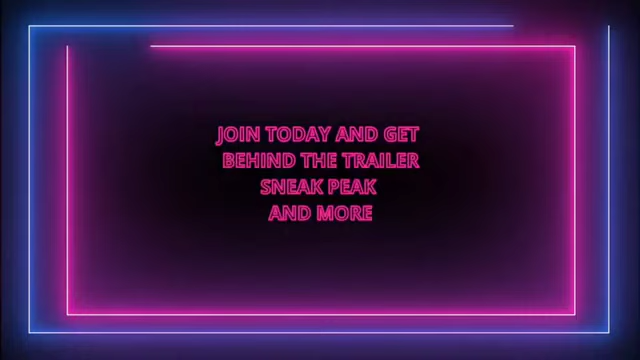 JOIN TODAY AND GET
BEHIND THE TRAILER
SNEAK PEAK
AND MORE